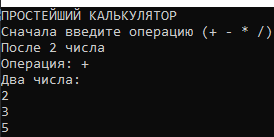 ПРОСТЕЙШИЙ КАЛЬКУЛЯТОР
Сначала введите операцию (+ - * /)
После 2 числа
Операция: +
Два числа:
2
3
5